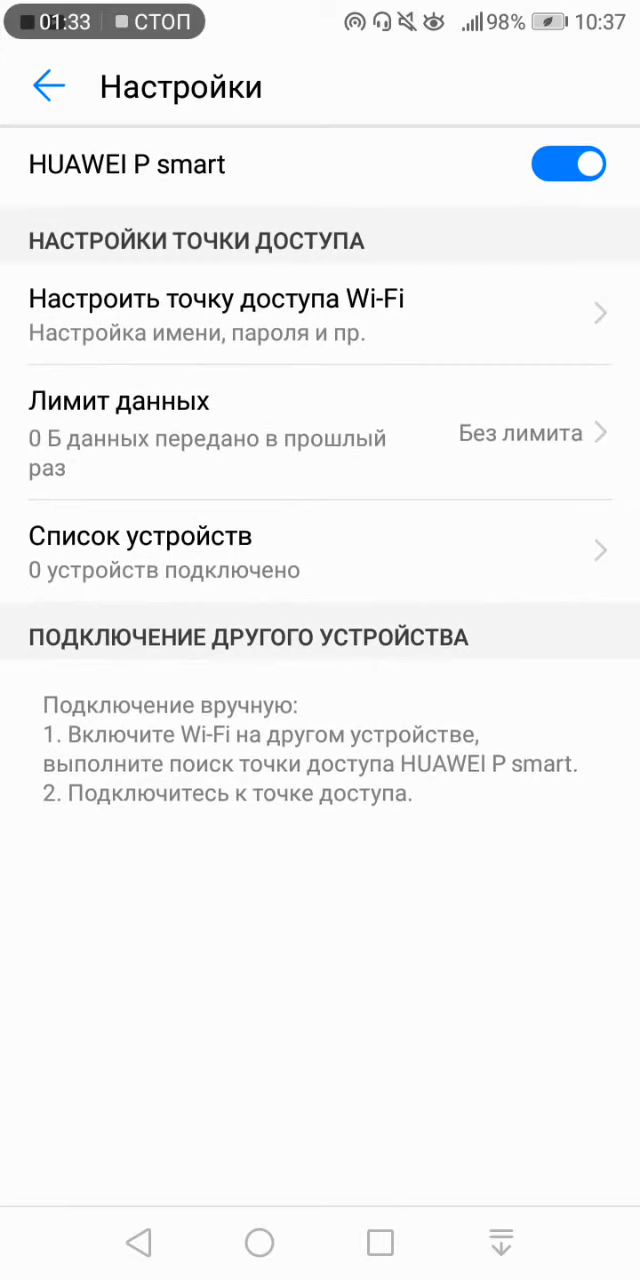 01:33 СТОП 98% 10:37
Настройки
HUAWEI P smart
НАСТРОЙКИ ТОЧКИ ДОСТУПА
Настроить точку доступа Wi-Fi
Настройка имени, пароля и пр.
Лимит данных
0 Б данных передано в прошлый
раз
Без лимита
Список устройств
0 устройств подключено
ПОДКЛЮЧЕНИЕ ДРУГОГО УСТРОЙСТВА
Подключение вручную:
1. Включите Wi-Fi на другом устройстве,
выполните поиск точки доступа HUAWEI P smart.
2. Подключитесь к точке доступа.